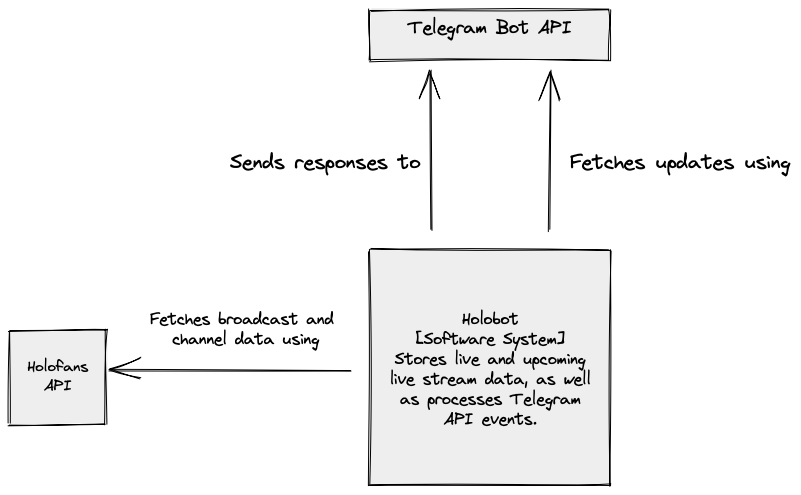 Telegram Bot API
Sends responses to
Fetches updates using
Fetches broadcast and
channel data using
Holofans
API
Holobot
[Software System]
Stores live and upcoming
live stream data, as well
as processes Telegram
API events.